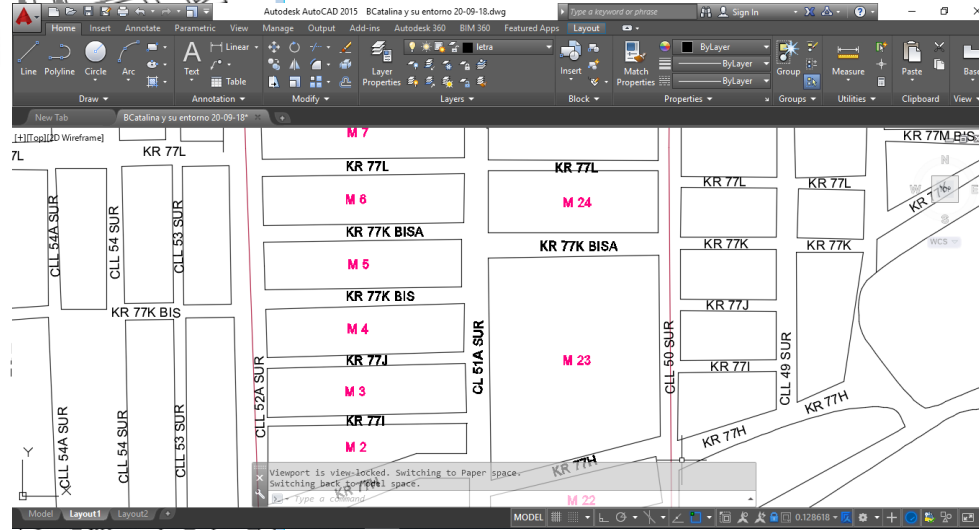 Autodesk AutoCAD 2015 BCatalina y su entorno 20-09-18.dwg
Type a keyword or phrase
Sign In
Home Insert Annotate Parametric View Manage Output Add-ins Autodesk 360 BIM 360 Featured Apps Layout
Line Polyline Circle Arc
Text Linear
Table
Layer Properties
letra
Insert
Match Properties
ByLayer
ByLayer
ByLayer
Group
Measure
Paste
Base
Draw Annotation Modify Layers Block Properties Groups Utilities Clipboard View
New Tab BCatalina y su entorno 20-09-18*
[+][Top][2D Wireframe]
M 7
KR 77M BIS
7L
KR 77L
KR 77L
KR 77L
KR 77L
KR 77L
N
W
E
S
WCS
M 6
M 24
CLL 54A SUR
CLL 54 SUR
CLL 53 SUR
KR 77K BISA
KR 77K BISA
KR 77K
KR 77K
M 5
KR 77K BIS
KR 77K BIS
KR 77J
M 4
KR 77J
M 23
KR 77I
CL 51A SUR
CLL 50 SUR
CLL 49 SUR
CLL 52A SUR
M 3
KR 77I
KR 77H
KR 77H
M 2
KR 77H
CLL 54A SUR
CLL 54 SUR
CLL 53 SUR
Y
X
Viewport is view-locked. Switching to Paper space.
Switching back to Model space.
Type a command
KR 77H
M 22
Model Layout1 Layout2 +
MODEL
0.128618